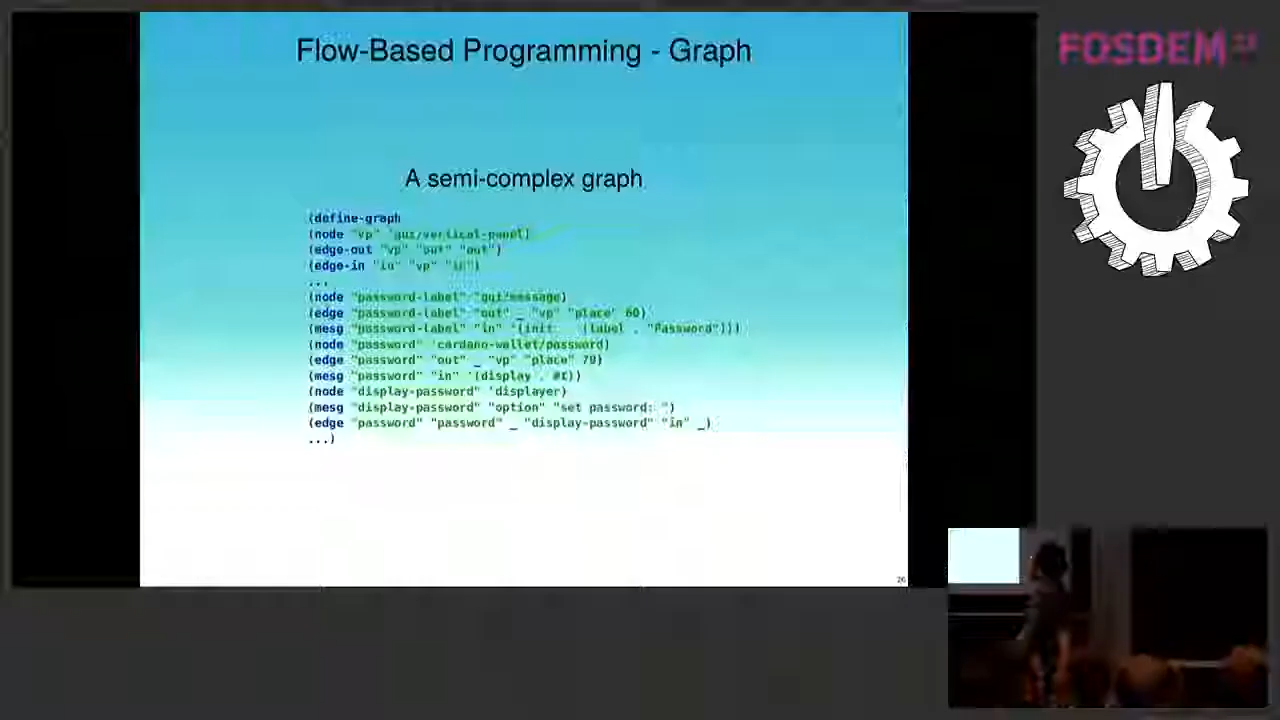 Flow-Based Programming - Graph
FOSDEM
A semi-complex graph
(define-graph
(node "vp" 'gui/vertical-panel)
(edge-out "vp" "out" "out")
(edge-in "in" "vp" "in")
...
(node "password-label" 'gui/message)
(edge "password-label" "out" _ "vp" "place" 60)
(mesg "password-label" "in" '(init . (label . "Password")))
(node "password" 'cardano-wallet/password)
(edge "password" "out" _ "vp" "place" 70)
(mesg "password" "in" '(display . #t))
(node "display-password" 'displayer)
(mesg "display-password" "option" "set password: ")
(edge "password" "password" _ "display-password" "in" _)
...)
26